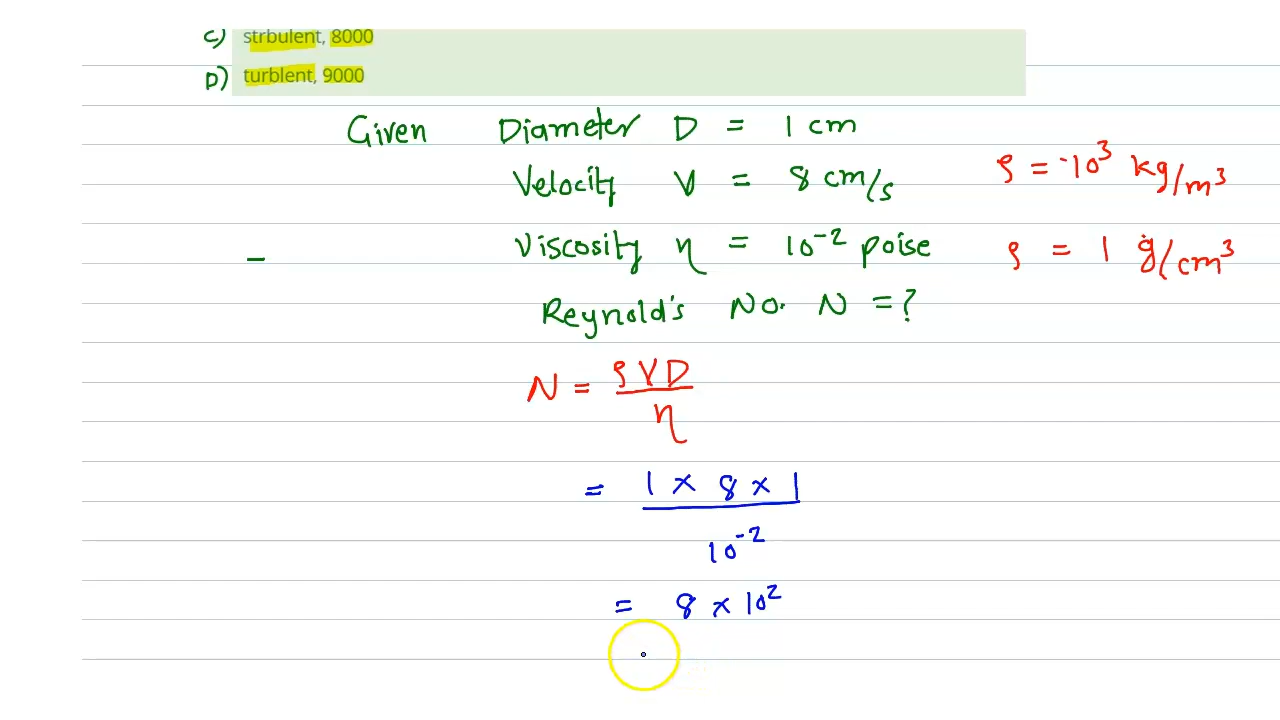 C) strbulent, 8000
D) turblent, 9000
Given Diameter D = 1 cm
Velocity V = 8 cm/s
ρ = 10³ kg/m³
Viscosity η = 10⁻² poise
ρ = 1 g/cm³
Reynold's No. N = ?
N = ρVD/η
= 1 × 8 × 1/10⁻²
= 8 × 10²